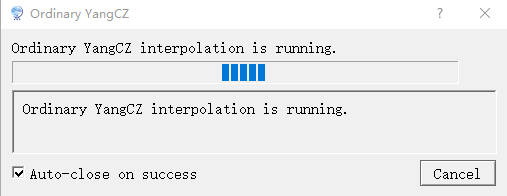 Ordinary YangCZ
Ordinary YangCZ interpolation is running.
Ordinary YangCZ interpolation is running.
Auto-close on success
Cancel